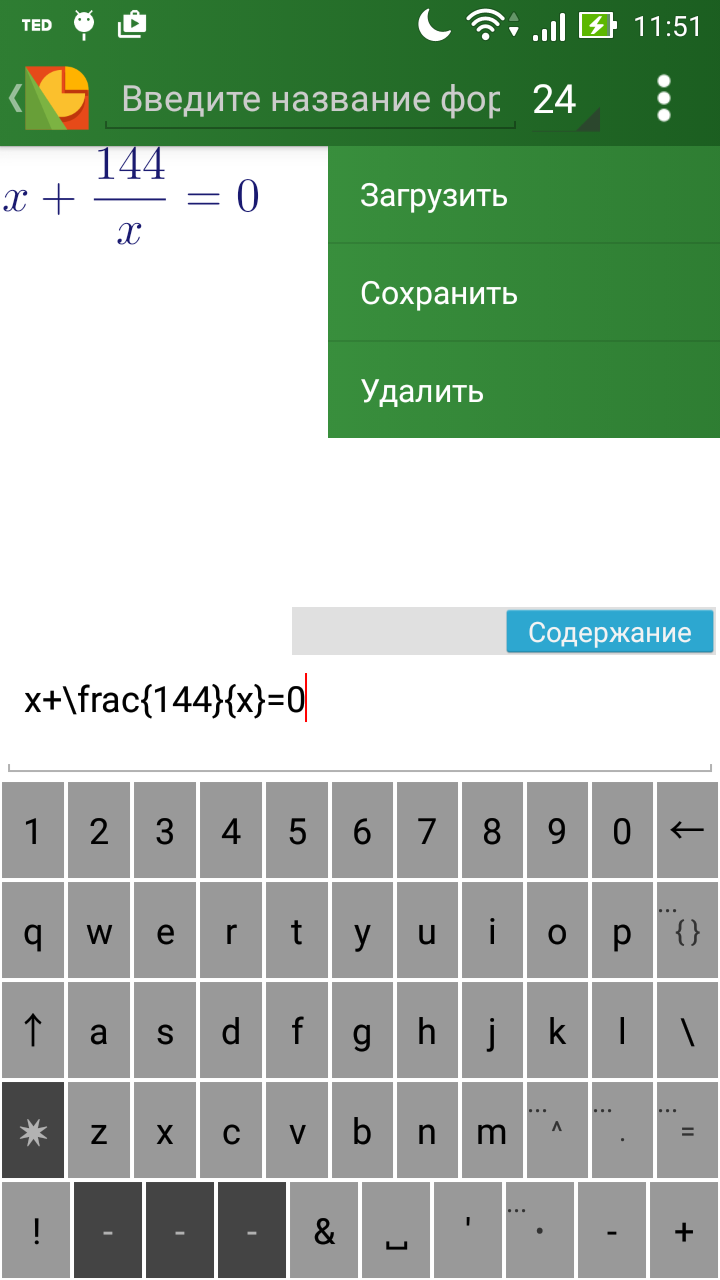 TED 11:51
Введите название фор 24
x + 144/x = 0
Загрузить
Сохранить
Удалить
Содержание
x+\frac{144}{x}=0
1 2 3 4 5 6 7 8 9 0 ←
q w e r t y u i o p ... {}
↑ a s d f g h j k l \
✷ z x c v b n m ... ^ ... . ... =
! - - - & ␣ ' ... • - +